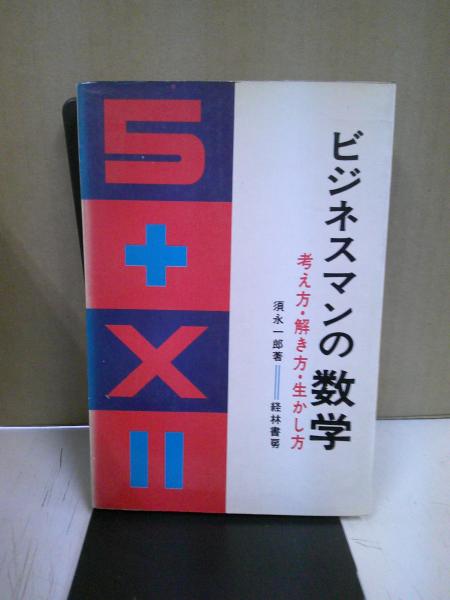 ビジネスマンの数学
考え方・解き方・生かし方
須永一郎著
経林書房
5
+
X
=